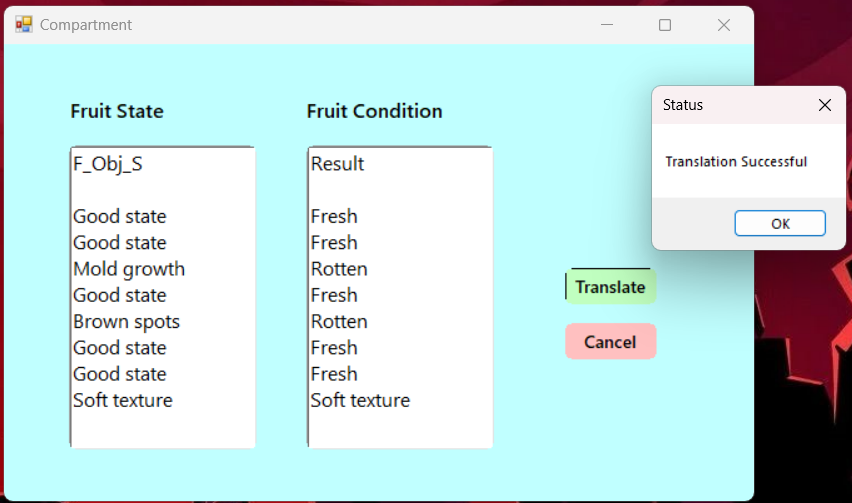 Compartment
Fruit State
F_Obj_S
Good state
Good state
Mold growth
Good state
Brown spots
Good state
Good state
Soft texture
Fruit Condition
Result
Fresh
Fresh
Rotten
Fresh
Rotten
Fresh
Fresh
Soft texture
Translate
Cancel
Status
Translation Successful
OK